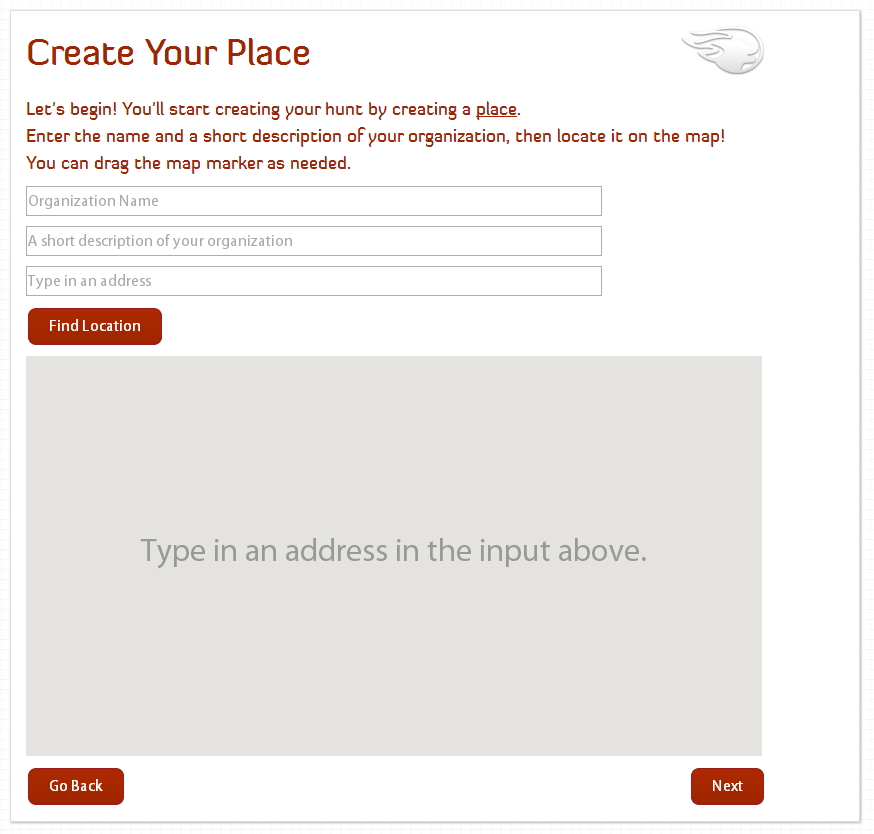 Create Your Place
Let's begin! You'll start creating your hunt by creating a place.
Enter the name and a short description of your organization, then locate it on the map!
You can drag the map marker as needed.
Organization Name
A short description of your organization
Type in an address
Find Location
Type in an address in the input above.
Go Back
Next